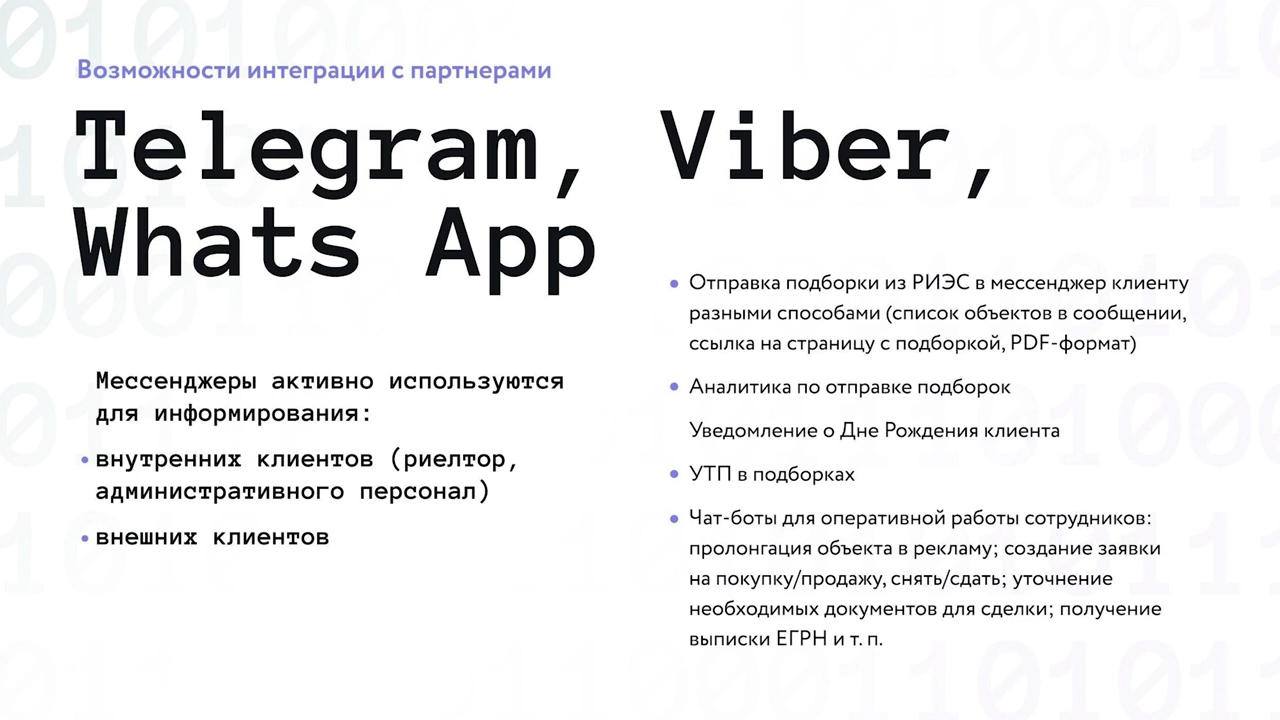 Возможности интеграции с партнерами
Telegram, Viber,
Whats App
Мессенджеры активно используются
для информирования:
• внутренних клиентов (риелтор,
административного персонал)
• внешних клиентов
• Отправка подборки из РИЭС в мессенджер клиенту
разными способами (список объектов в сообщении,
ссылка на страницу с подборкой, PDF-формат)
• Аналитика по отправке подборок
Уведомление о Дне Рождения клиента
• УТП в подборках
• Чат-боты для оперативной работы сотрудников:
пролонгация объекта в рекламу; создание заявки
на покупку/продажу, снять/сдать; уточнение
необходимых документов для сделки; получение
выписки ЕГРН и т. п.